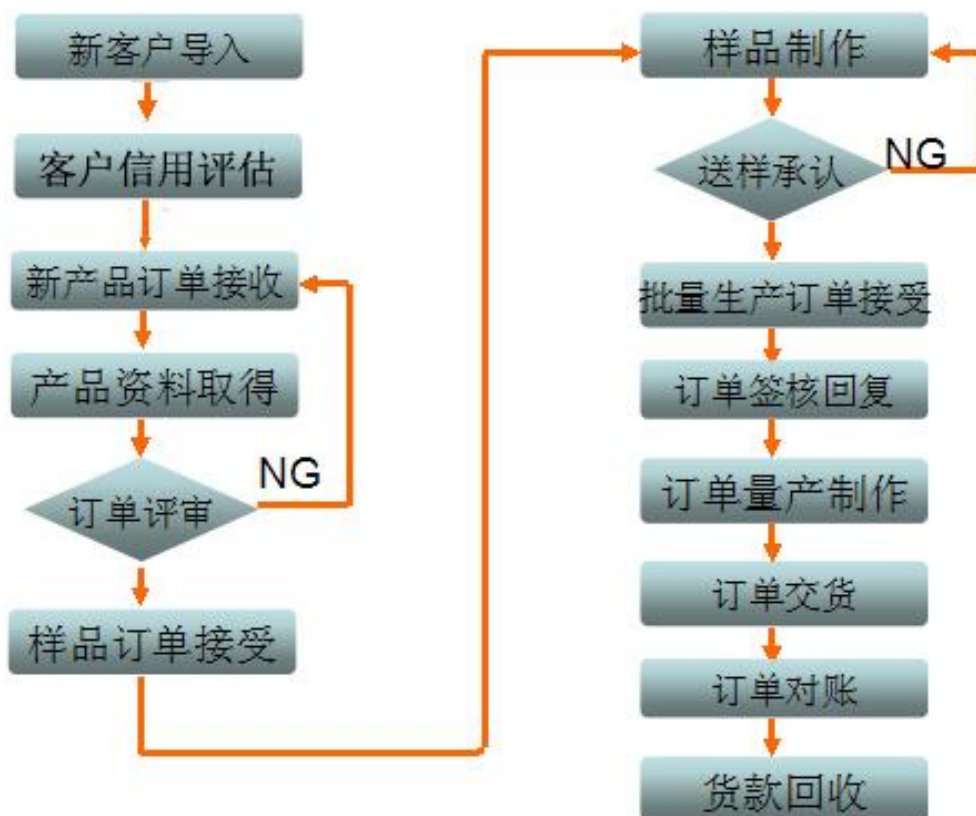 新客户导入
客户信用评估
新产品订单接收
产品资料取得
订单评审
NG
样品订单接受
样品制作
送样承认
NG
批量生产订单接受
订单签核回复
订单量产制作
订单交货
订单对账
货款回收